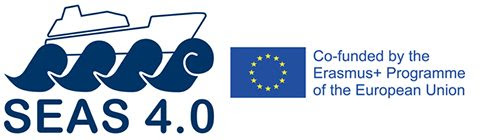 SEAS 4.0
Co-funded by the
Erasmus+ Programme
of the European Union